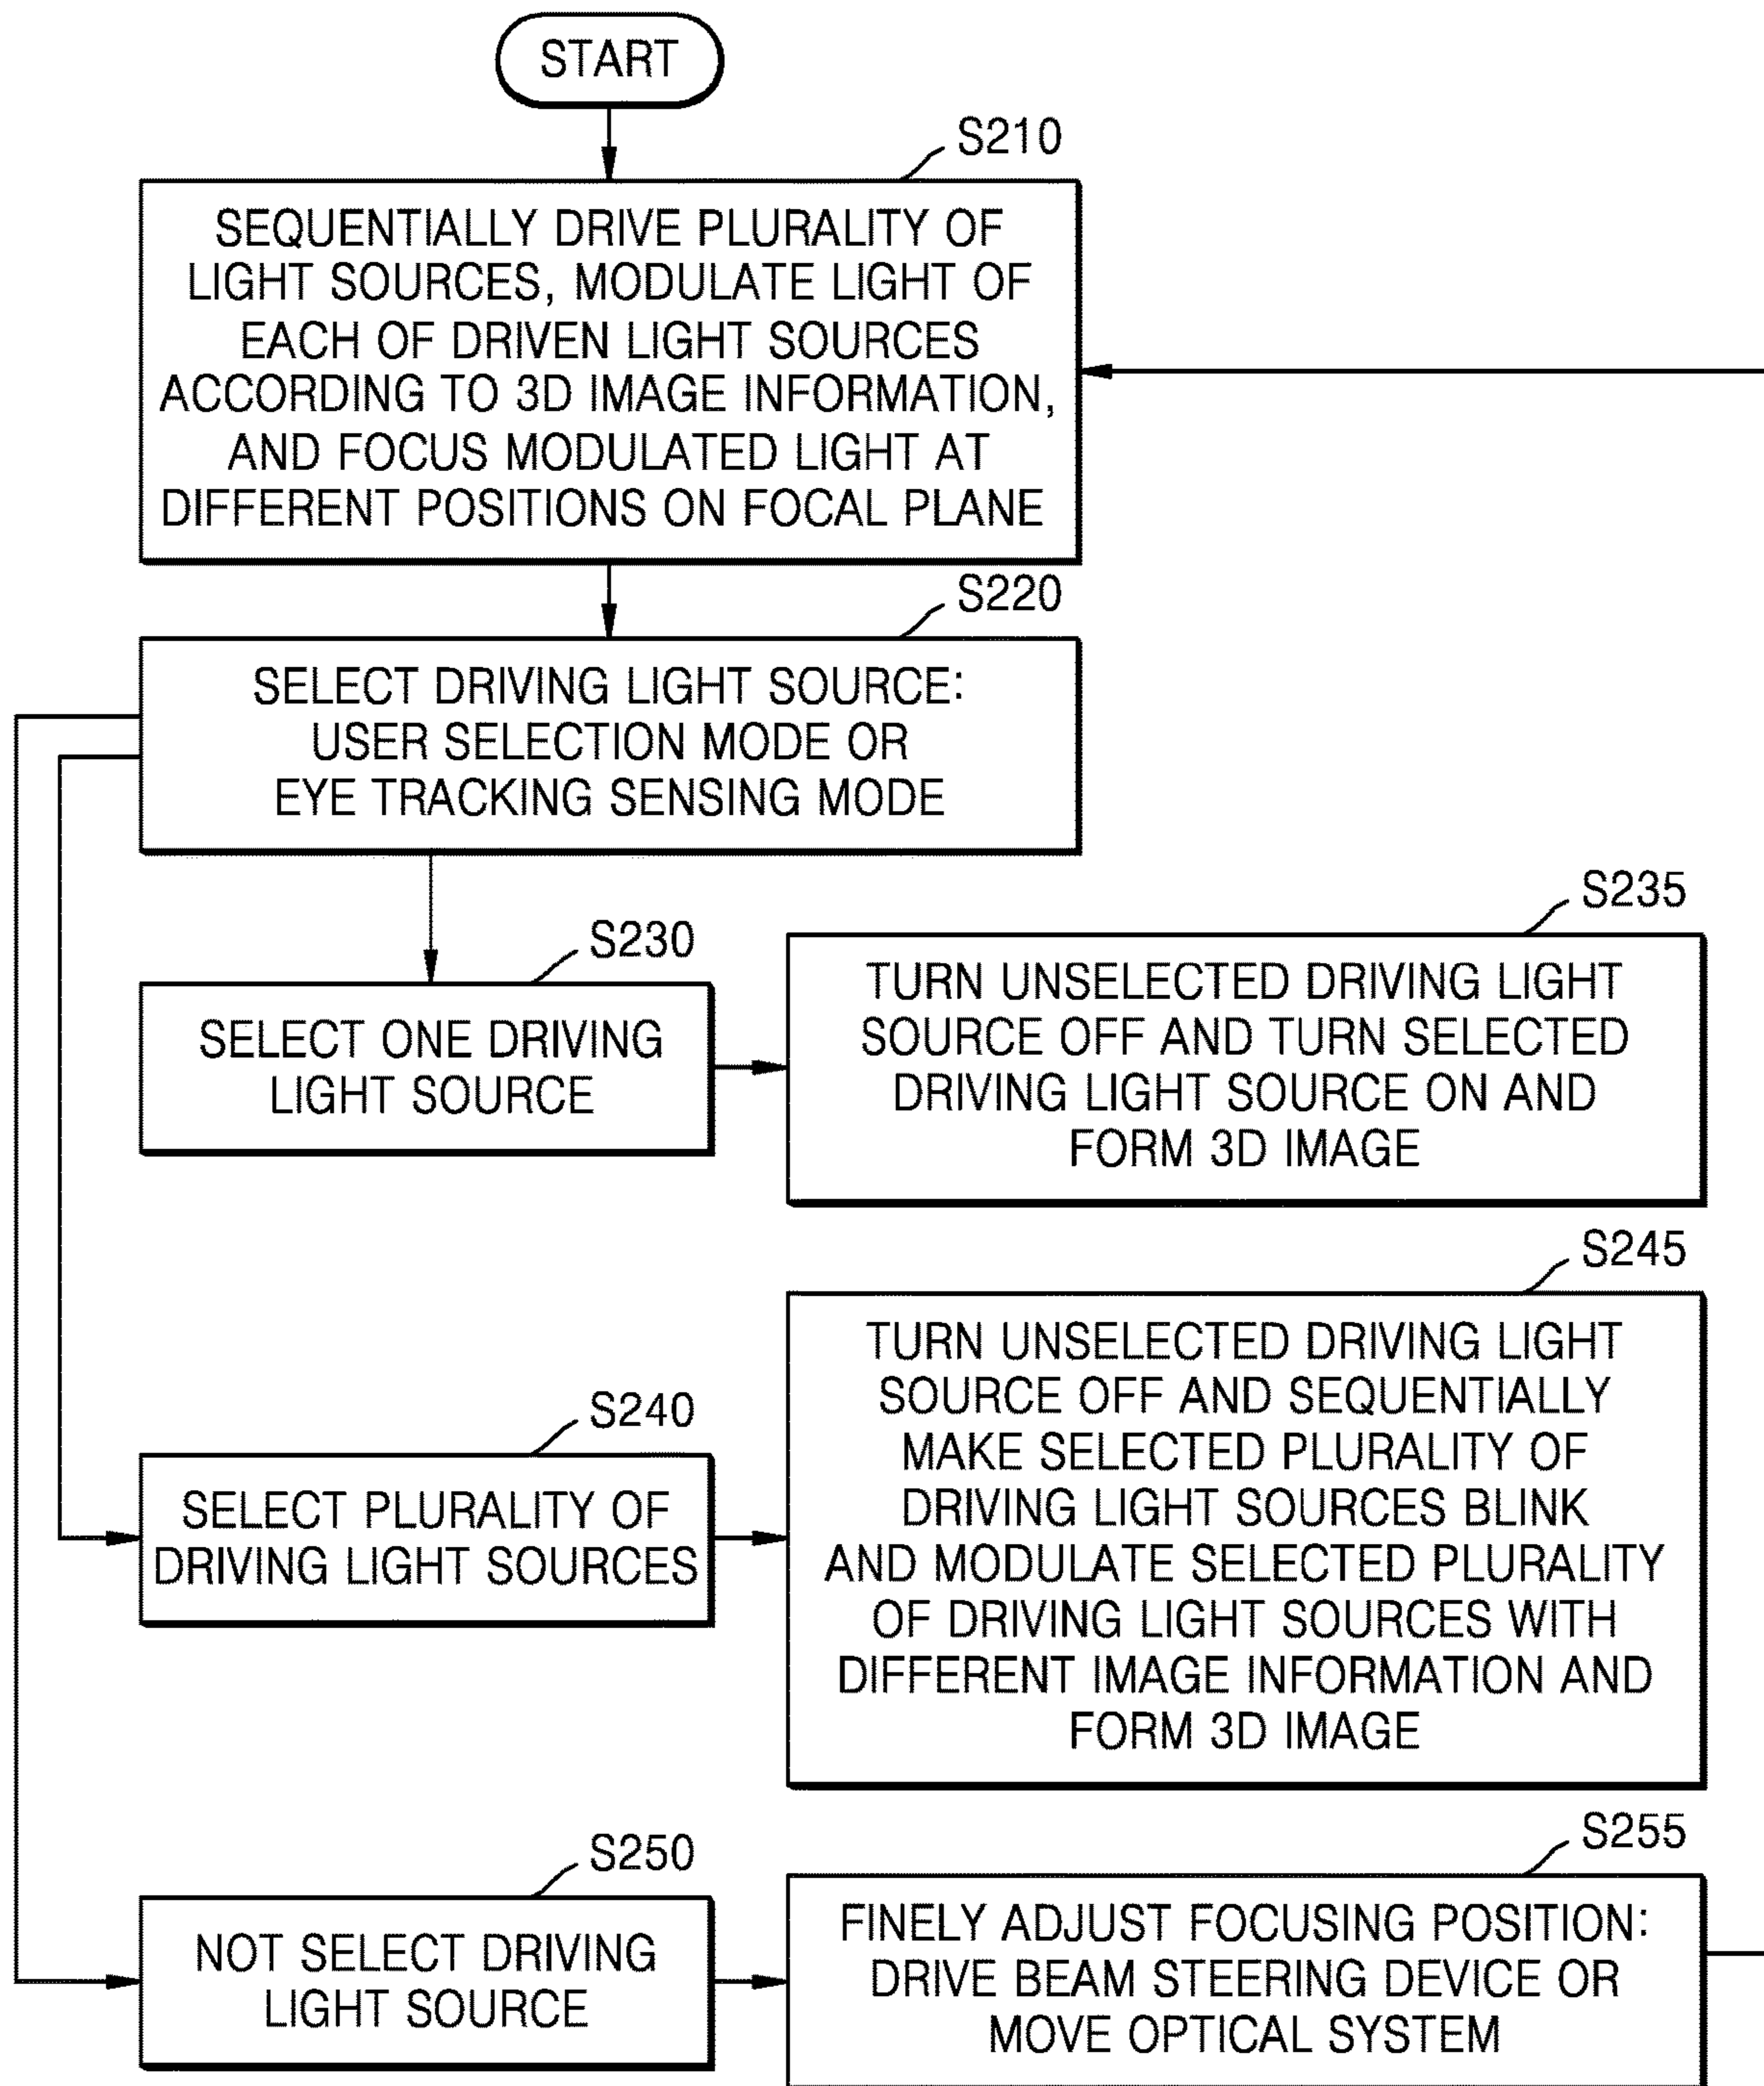 START
S210
SEQUENTIALLY DRIVE PLURALITY OF
LIGHT SOURCES, MODULATE LIGHT OF
EACH OF DRIVEN LIGHT SOURCES
ACCORDING TO 3D IMAGE INFORMATION,
AND FOCUS MODULATED LIGHT AT
DIFFERENT POSITIONS ON FOCAL PLANE
S220
SELECT DRIVING LIGHT SOURCE:
USER SELECTION MODE OR
EYE TRACKING SENSING MODE
S230
SELECT ONE DRIVING
LIGHT SOURCE
S235
TURN UNSELECTED DRIVING LIGHT
SOURCE OFF AND TURN SELECTED
DRIVING LIGHT SOURCE ON AND
FORM 3D IMAGE
S240
SELECT PLURALITY OF
DRIVING LIGHT SOURCES
S245
TURN UNSELECTED DRIVING LIGHT
SOURCE OFF AND SEQUENTIALLY
MAKE SELECTED PLURALITY OF
DRIVING LIGHT SOURCES BLINK
AND MODULATE SELECTED PLURALITY
OF DRIVING LIGHT SOURCES WITH
DIFFERENT IMAGE INFORMATION AND
FORM 3D IMAGE
S250
NOT SELECT DRIVING
LIGHT SOURCE
S255
FINELY ADJUST FOCUSING POSITION:
DRIVE BEAM STEERING DEVICE OR
MOVE OPTICAL SYSTEM